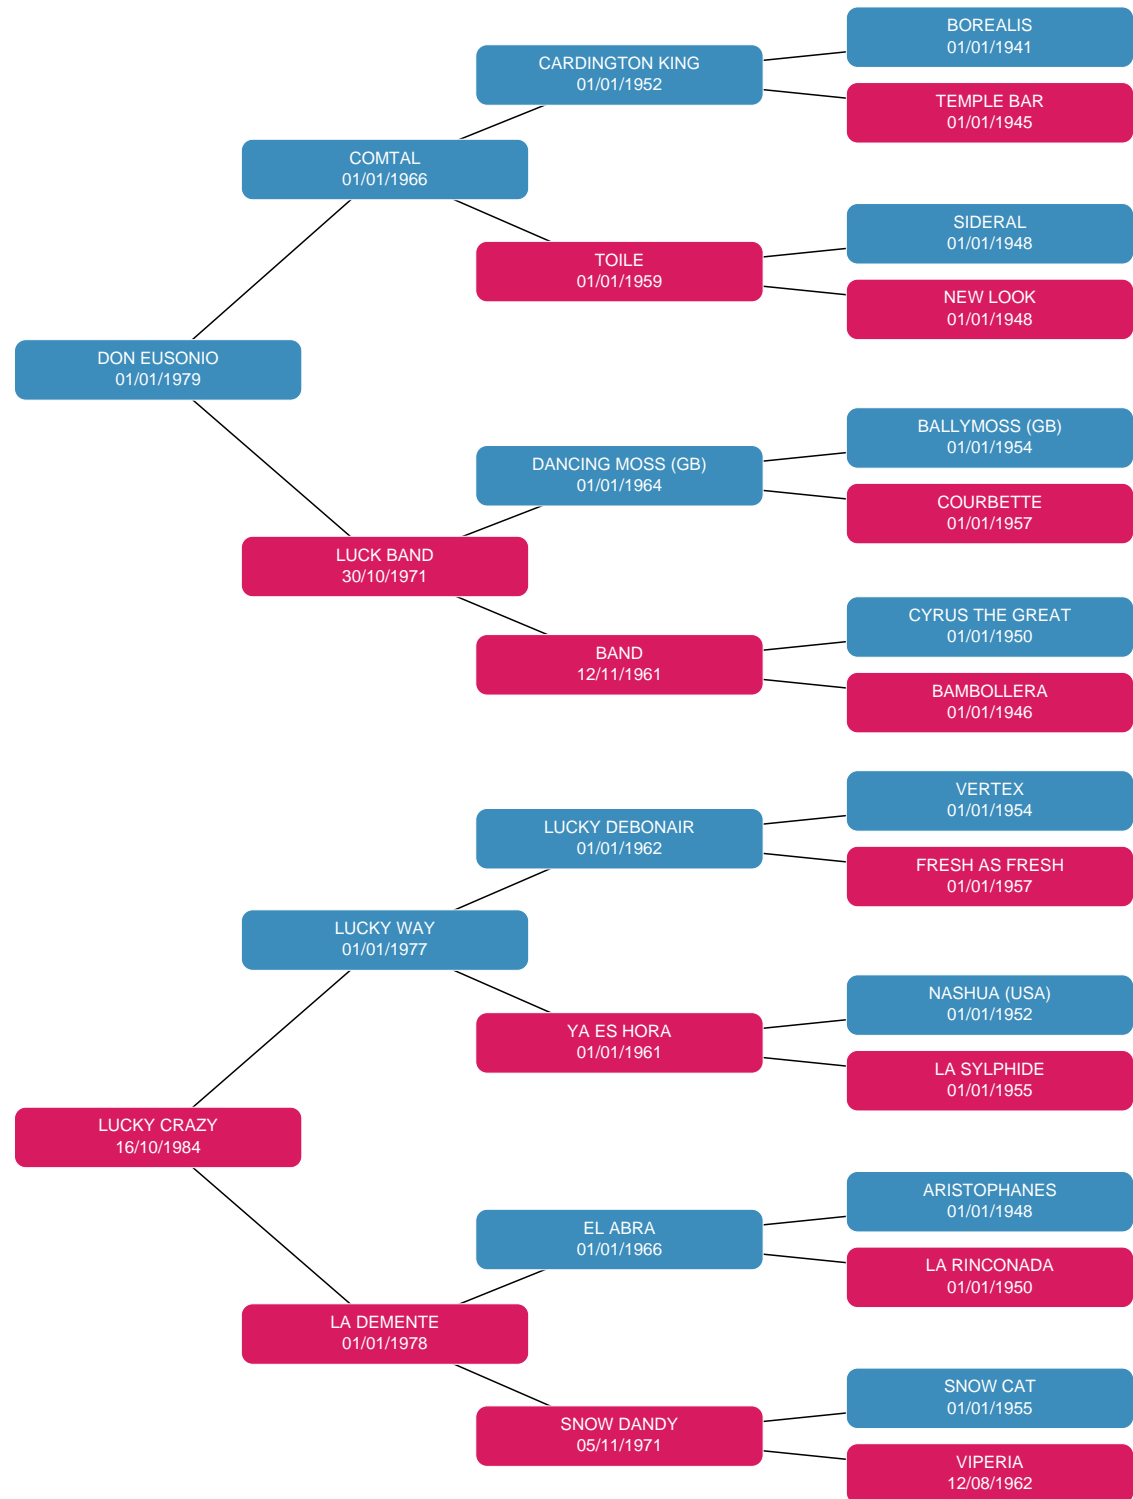 BOREALIS
01/01/1941
CARDINGTON KING
01/01/1952
TEMPLE BAR
01/01/1945
COMTAL
01/01/1966
SIDERAL
01/01/1948
TOILE
01/01/1959
NEW LOOK
01/01/1948
DON EUSONIO
01/01/1979
BALLYMOSS (GB)
01/01/1954
DANCING MOSS (GB)
01/01/1964
COURBETTE
01/01/1957
LUCK BAND
30/10/1971
CYRUS THE GREAT
01/01/1950
BAND
12/11/1961
BAMBOLLERA
01/01/1946
VERTEX
01/01/1954
LUCKY DEBONAIR
01/01/1962
FRESH AS FRESH
01/01/1957
LUCKY WAY
01/01/1977
NASHUA (USA)
01/01/1952
YA ES HORA
01/01/1961
LA SYLPHIDE
01/01/1955
LUCKY CRAZY
16/10/1984
ARISTOPHANES
01/01/1948
EL ABRA
01/01/1966
LA RINCONADA
01/01/1950
LA DEMENTE
01/01/1978
SNOW CAT
01/01/1955
SNOW DANDY
05/11/1971
VIPERIA
12/08/1962